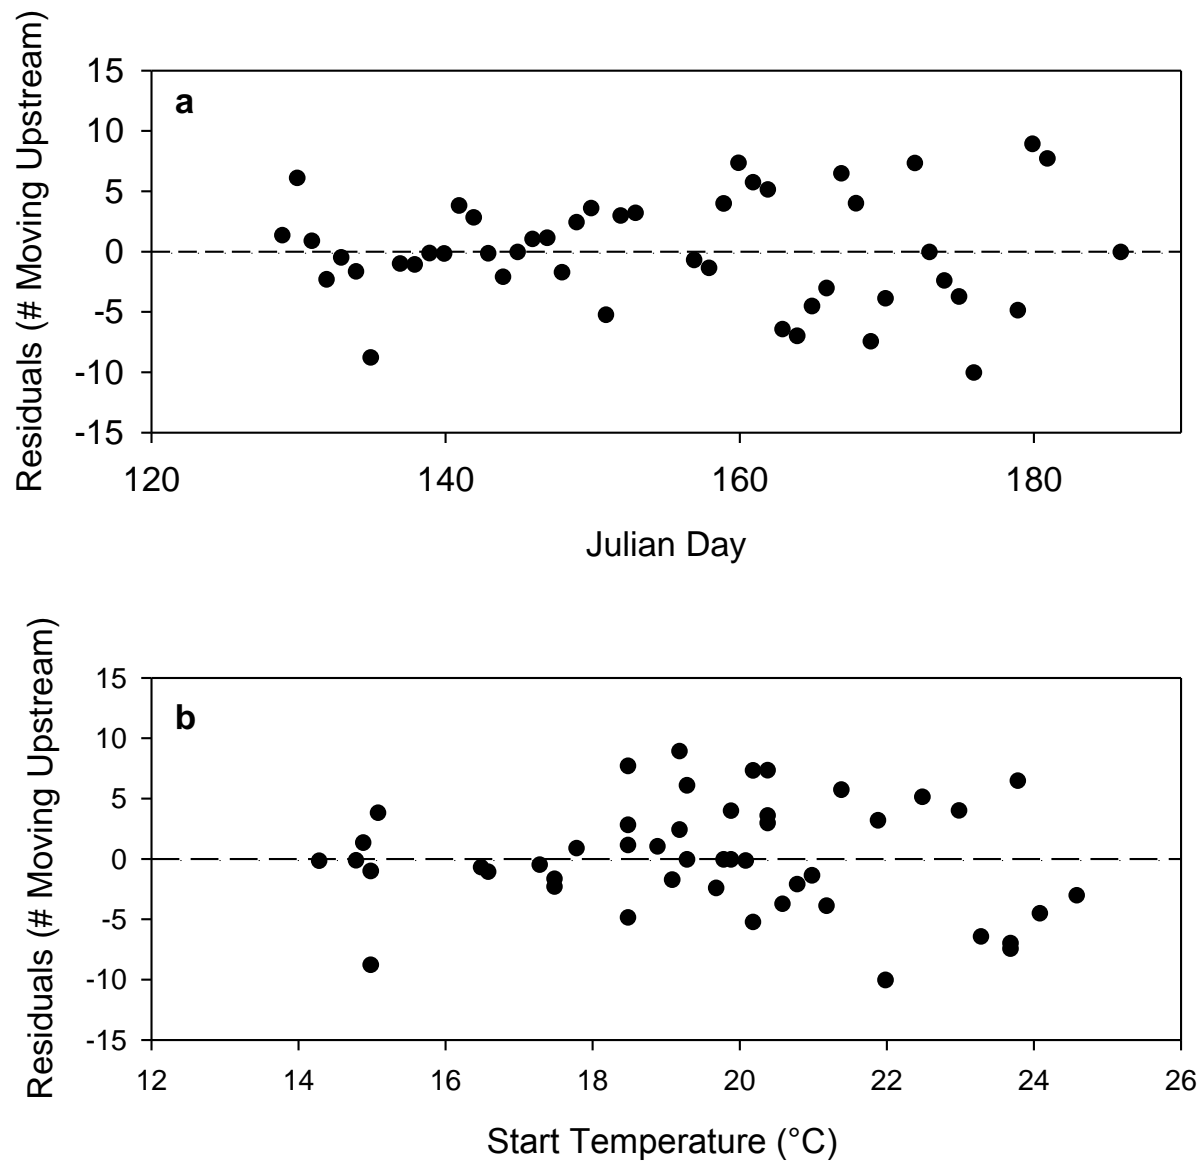 Residuals (# Moving Upstream)
a
15
10
5
0
-5
-10
-15
120 140 160 180
Julian Day
Residuals (# Moving Upstream)
b
15
10
5
0
-5
-10
-15
12 14 16 18 20 22 24 26
Start Temperature (°C)